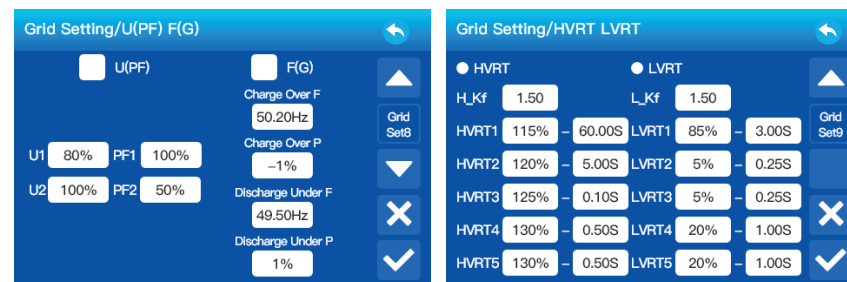 Grid Setting/U(PF) F(G)
U(PF) F(G)
Charge Over F
50.20Hz
Grid
Set8
Charge Over P
-1%
U1 80% PF1 100%
U2 100% PF2 50%
Discharge Under F
49.50Hz
Discharge Under P
1%
Grid Setting/HVRT LVRT
HVRT LVRT
H_Kf 1.50 L_Kf 1.50
Grid
Set9
HVRT1 115% - 60.00S LVRT1 85% - 3.00S
HVRT2 120% - 5.00S LVRT2 5% - 0.25S
HVRT3 125% - 0.10S LVRT3 5% - 0.25S
HVRT4 130% - 0.50S LVRT4 20% - 1.00S
HVRT5 130% - 0.50S LVRT5 20% - 1.00S